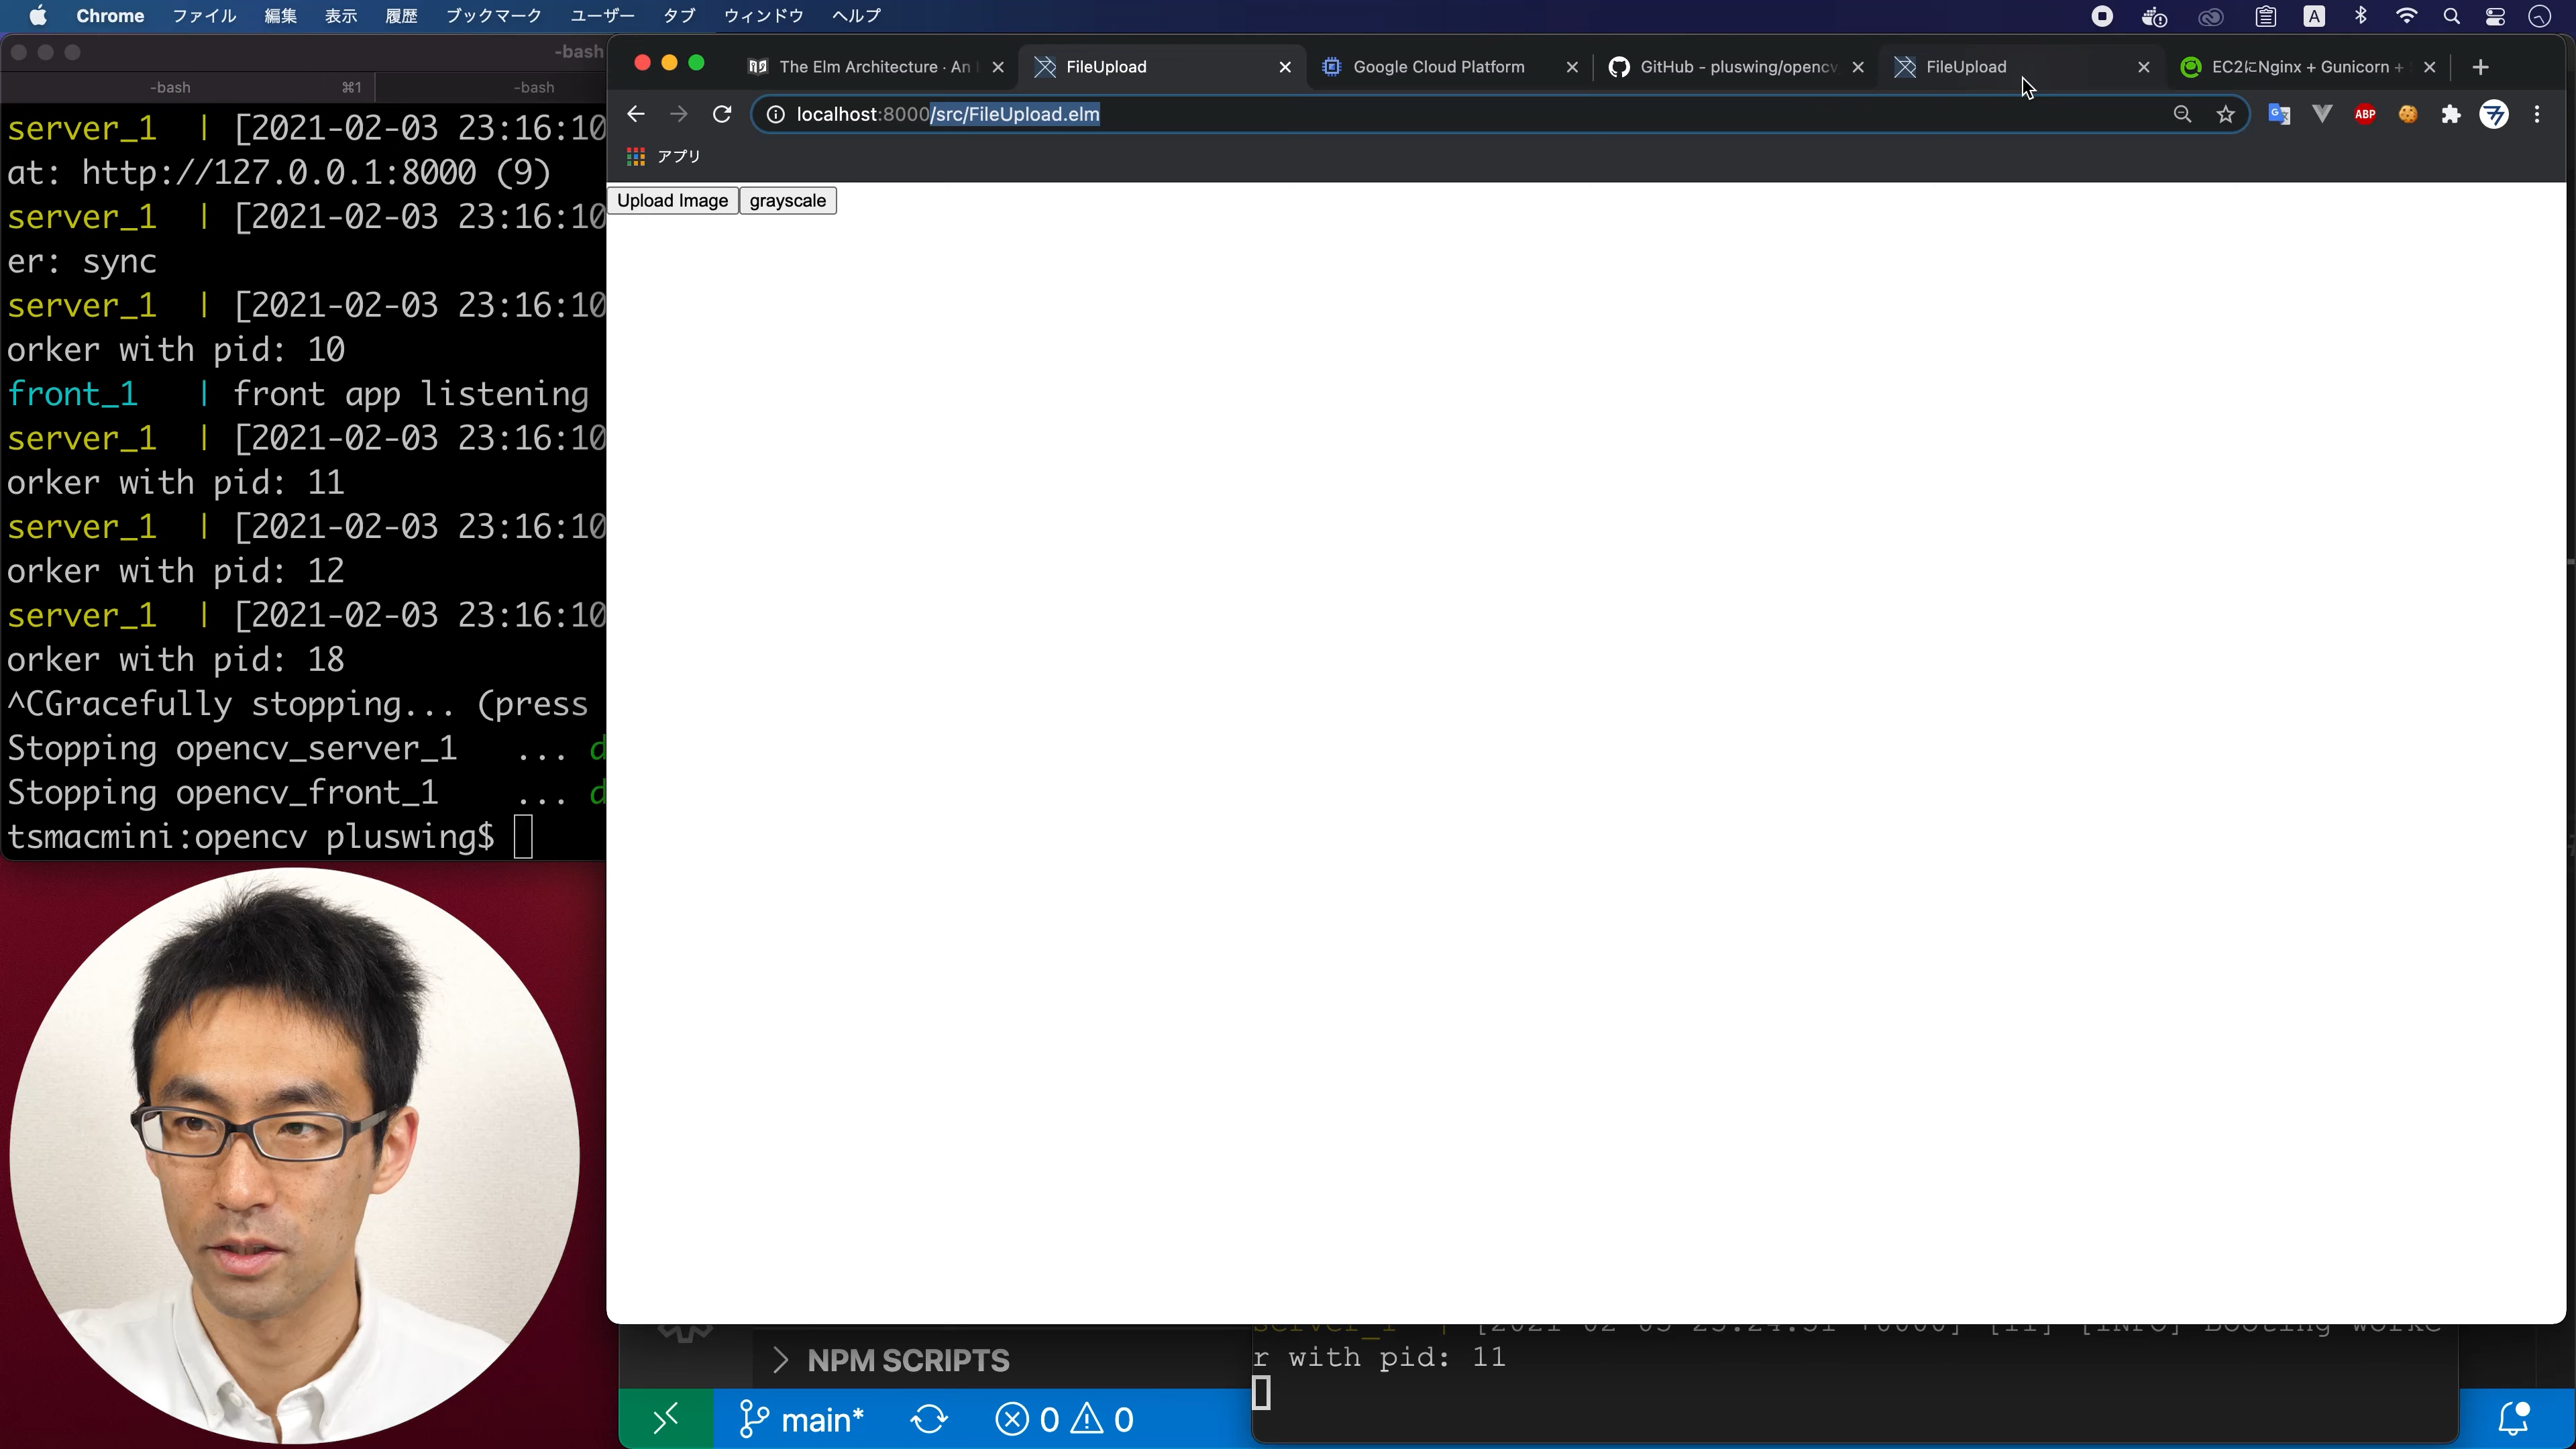 Chrome ファイル 編集 表示 履歴 ブックマーク ユーザー タブ ウィンドウ ヘルプ
A
-bash
-bash ⌘1 -bash
server_1 | [2021-02-03 23:16:10
at: http://127.0.0.1:8000 (9)
server_1 | [2021-02-03 23:16:10
er: sync
server_1 | [2021-02-03 23:16:10
orker with pid: 10
front_1 | front app listening
server_1 | [2021-02-03 23:16:10
orker with pid: 11
server_1 | [2021-02-03 23:16:10
orker with pid: 12
server_1 | [2021-02-03 23:16:10
orker with pid: 18
^CGracefully stopping... (press
Stopping opencv_server_1 ... d
Stopping opencv_front_1 ... d
tsmacmini:opencv pluswing$
The Elm Architecture · An FileUpload Google Cloud Platform GitHub - pluswing/opencv FileUpload EC2にNginx + Gunicorn +
localhost:8000/src/FileUpload.elm
ABP
アプリ
Upload Image grayscale
NPM SCRIPTS
main* 0 0
r with pid: 11